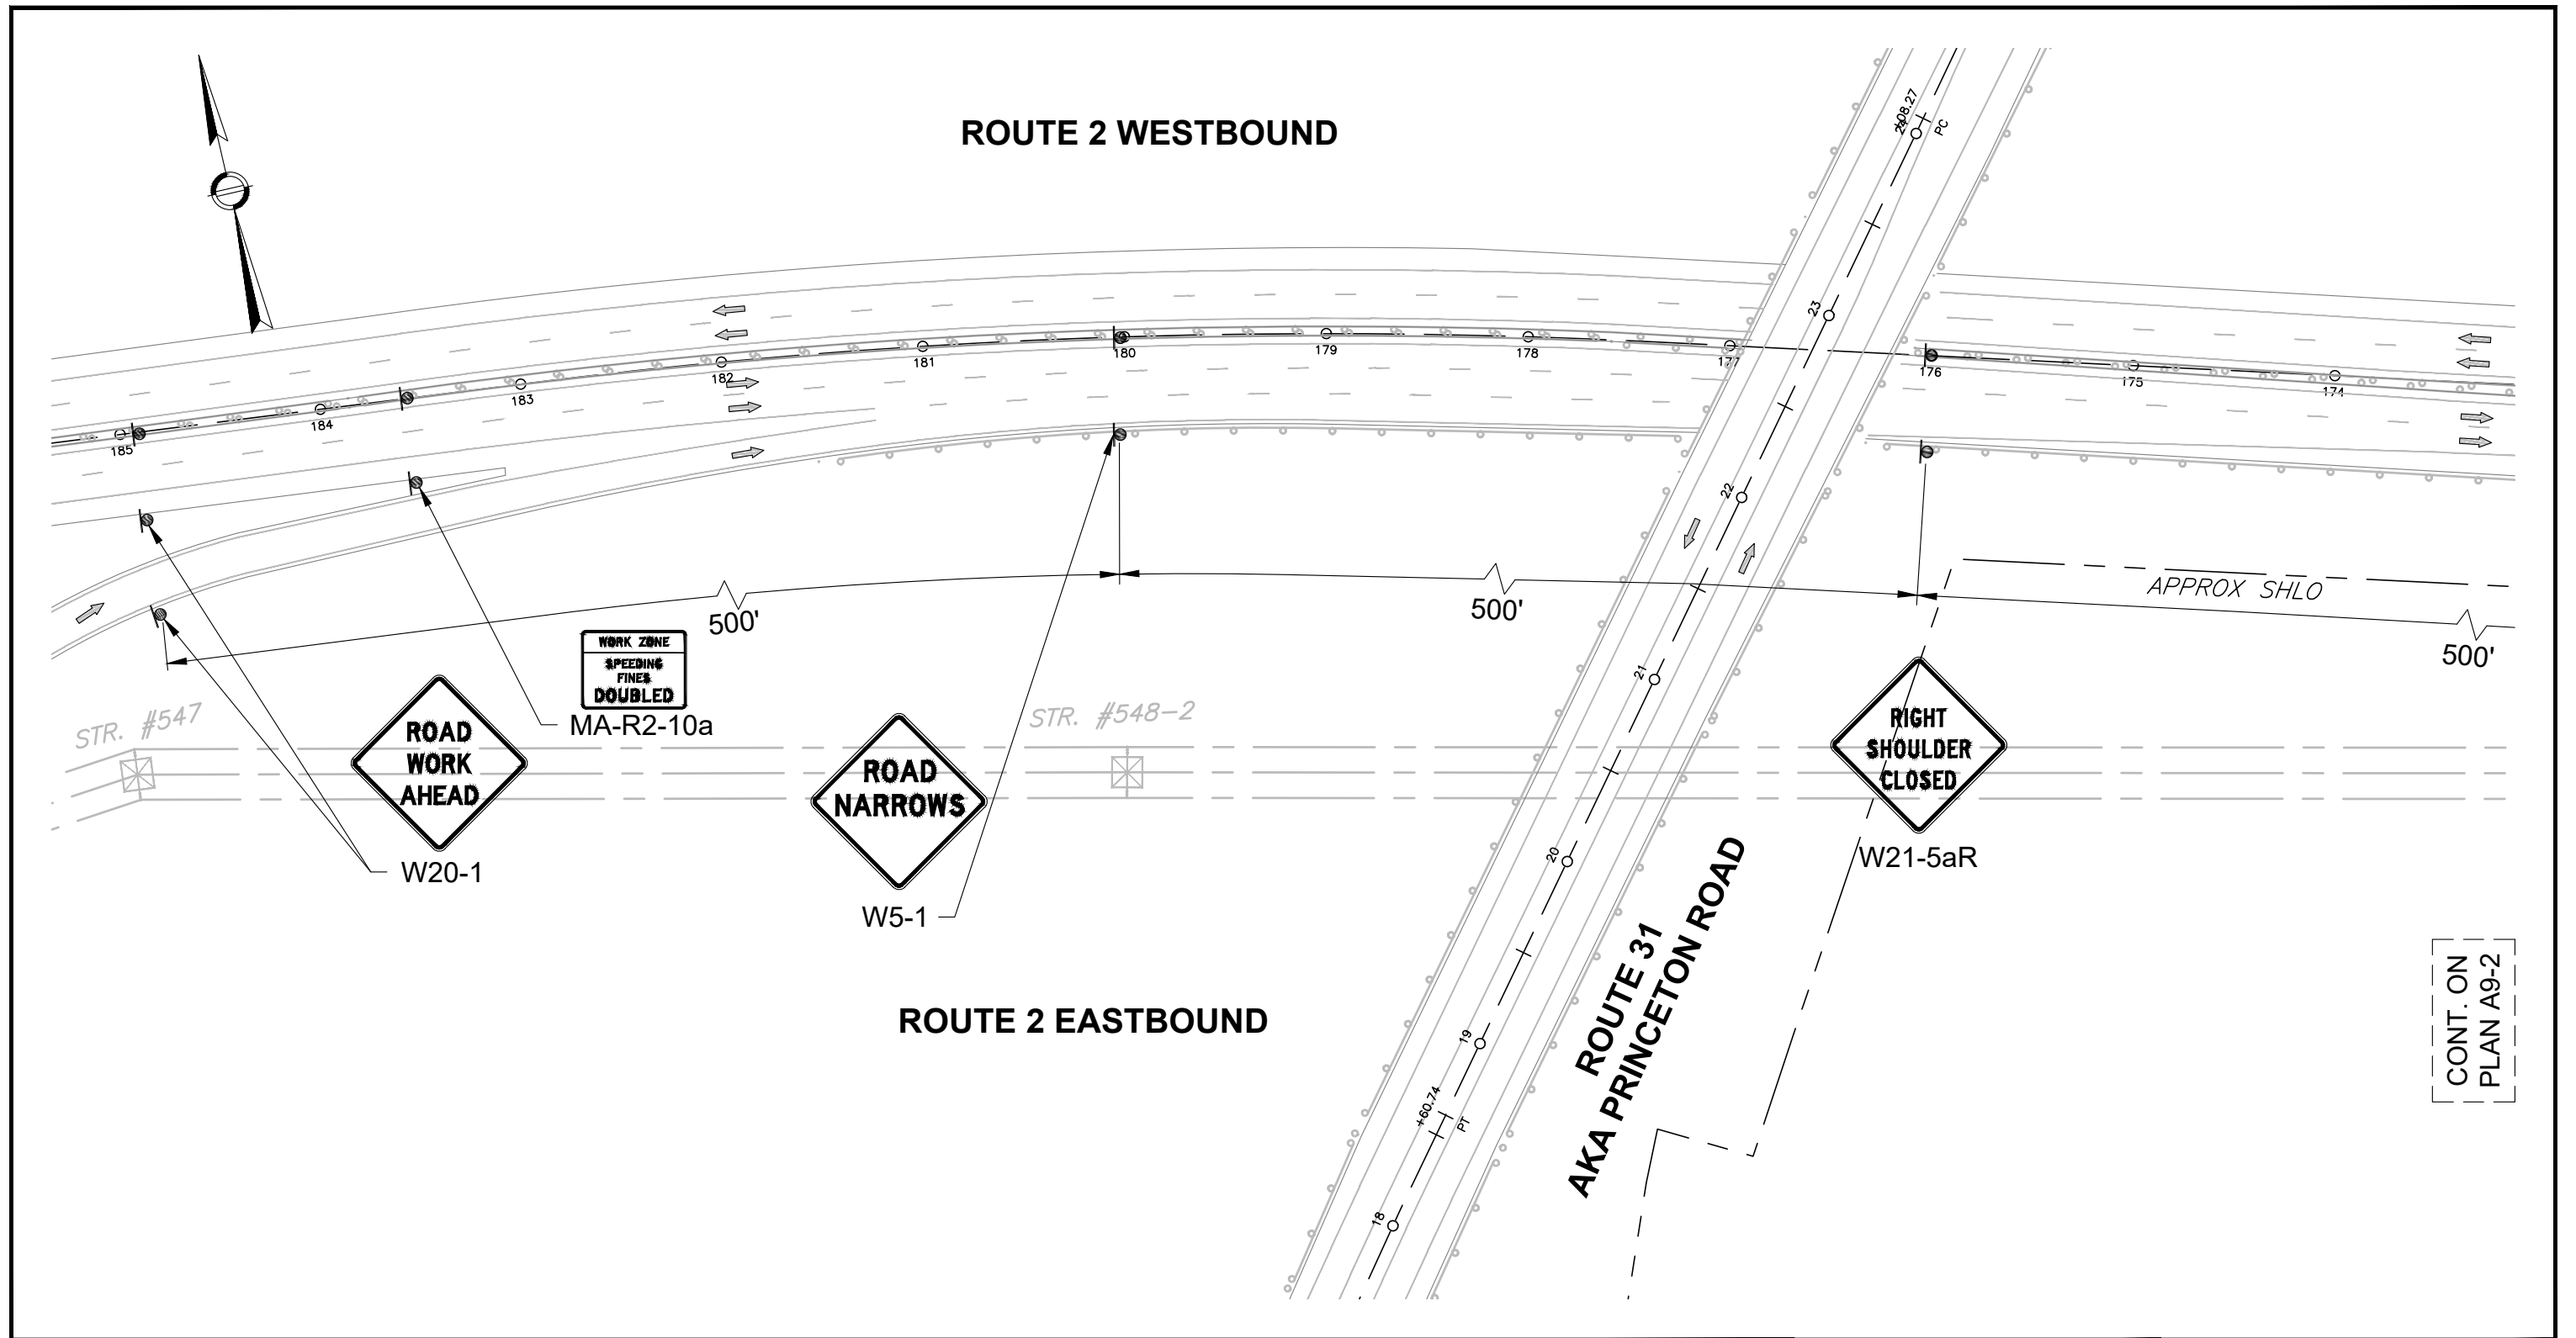 ROUTE 2 WESTBOUND
+08.27
24
PC
23
22
21
20
19
+60.74
PT
18
185
184
183
182
181
180
179
178
177
176
175
174
500'
500'
500'
APPROX SHLO
WORK ZONE
SPEEDING
FINES
DOUBLED
MA-R2-10a
STR. #547
STR. #548-2
ROAD
WORK
AHEAD
W20-1
ROAD
NARROWS
W5-1
RIGHT
SHOULDER
CLOSED
W21-5aR
ROUTE 31
AKA PRINCETON ROAD
ROUTE 2 EASTBOUND
CONT. ON
PLAN A9-2